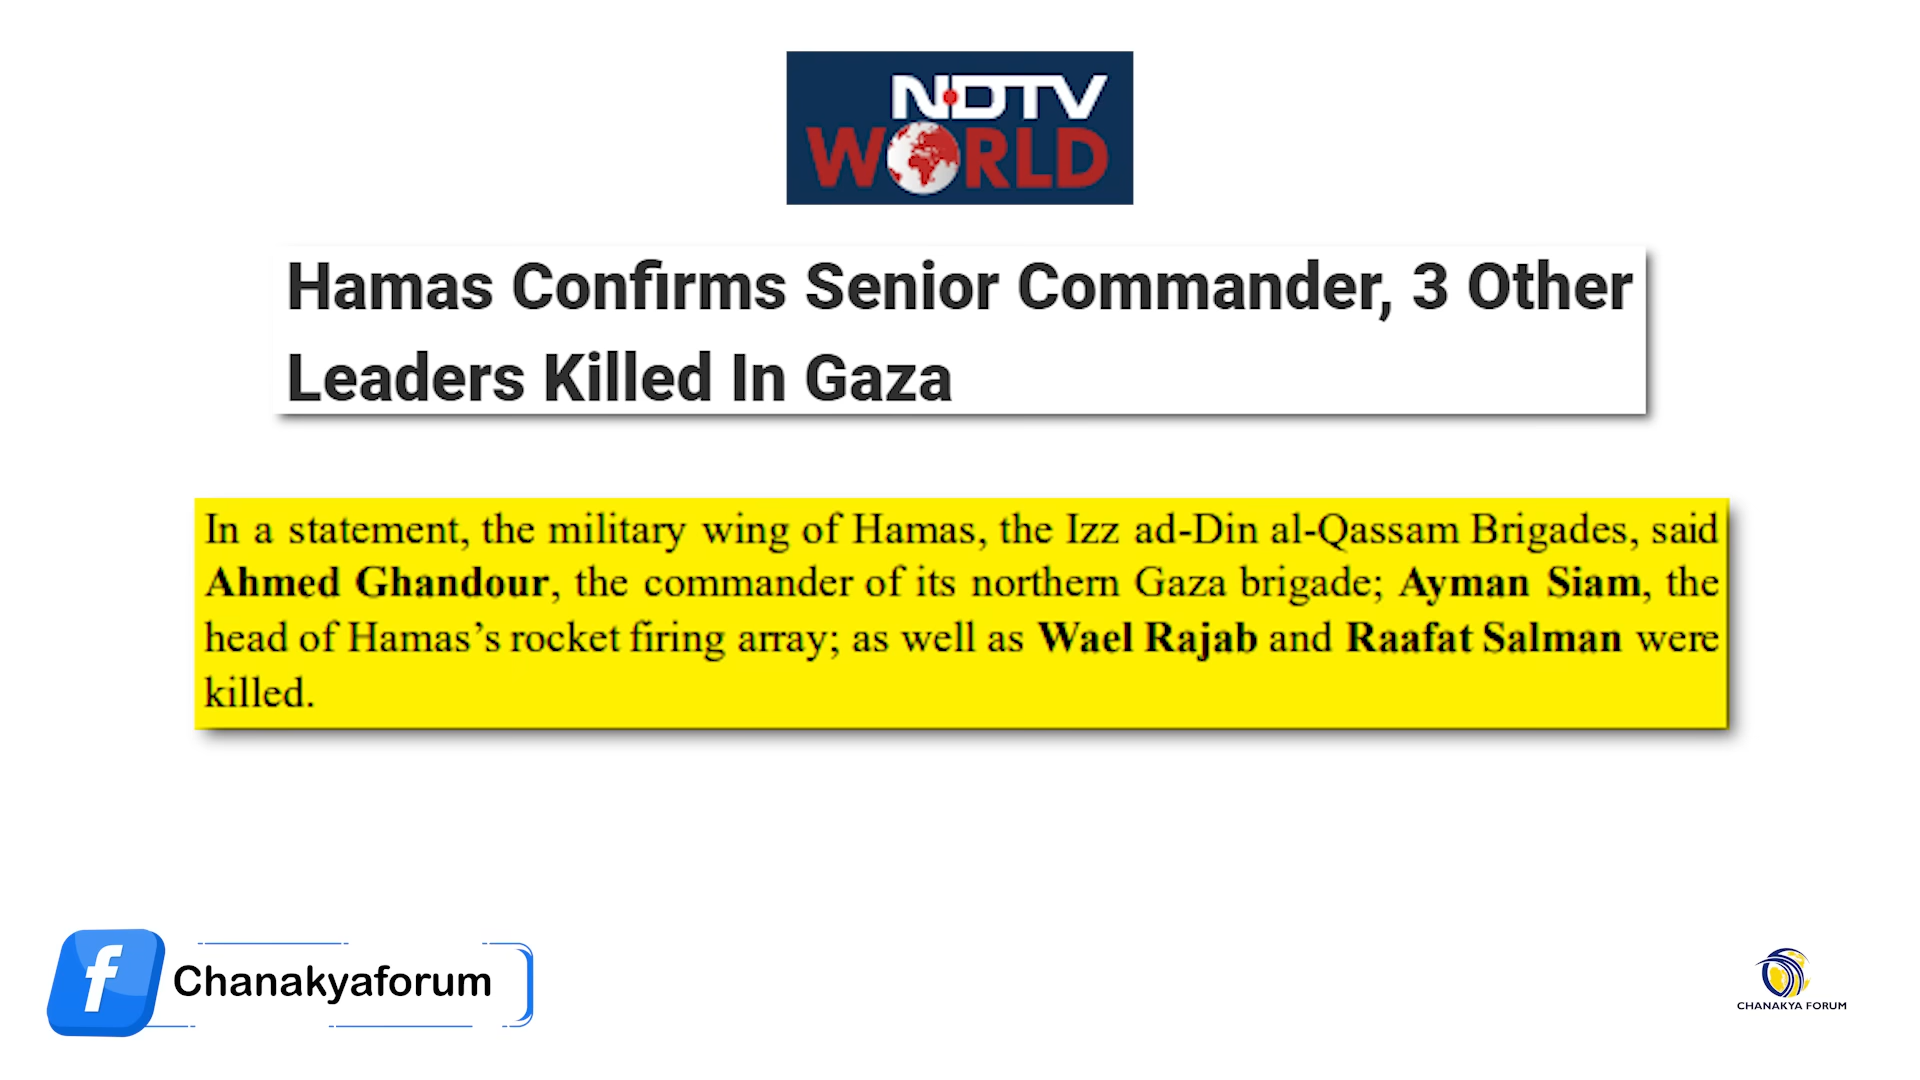 NDTV
WORLD
Hamas Confirms Senior Commander, 3 Other
Leaders Killed In Gaza
In a statement, the military wing of Hamas, the Izz ad-Din al-Qassam Brigades, said
Ahmed Ghandour, the commander of its northern Gaza brigade; Ayman Siam, the
head of Hamas’s rocket firing array; as well as Wael Rajab and Raafat Salman were
killed.
f
Chanakyaforum
CHANAKYA FORUM